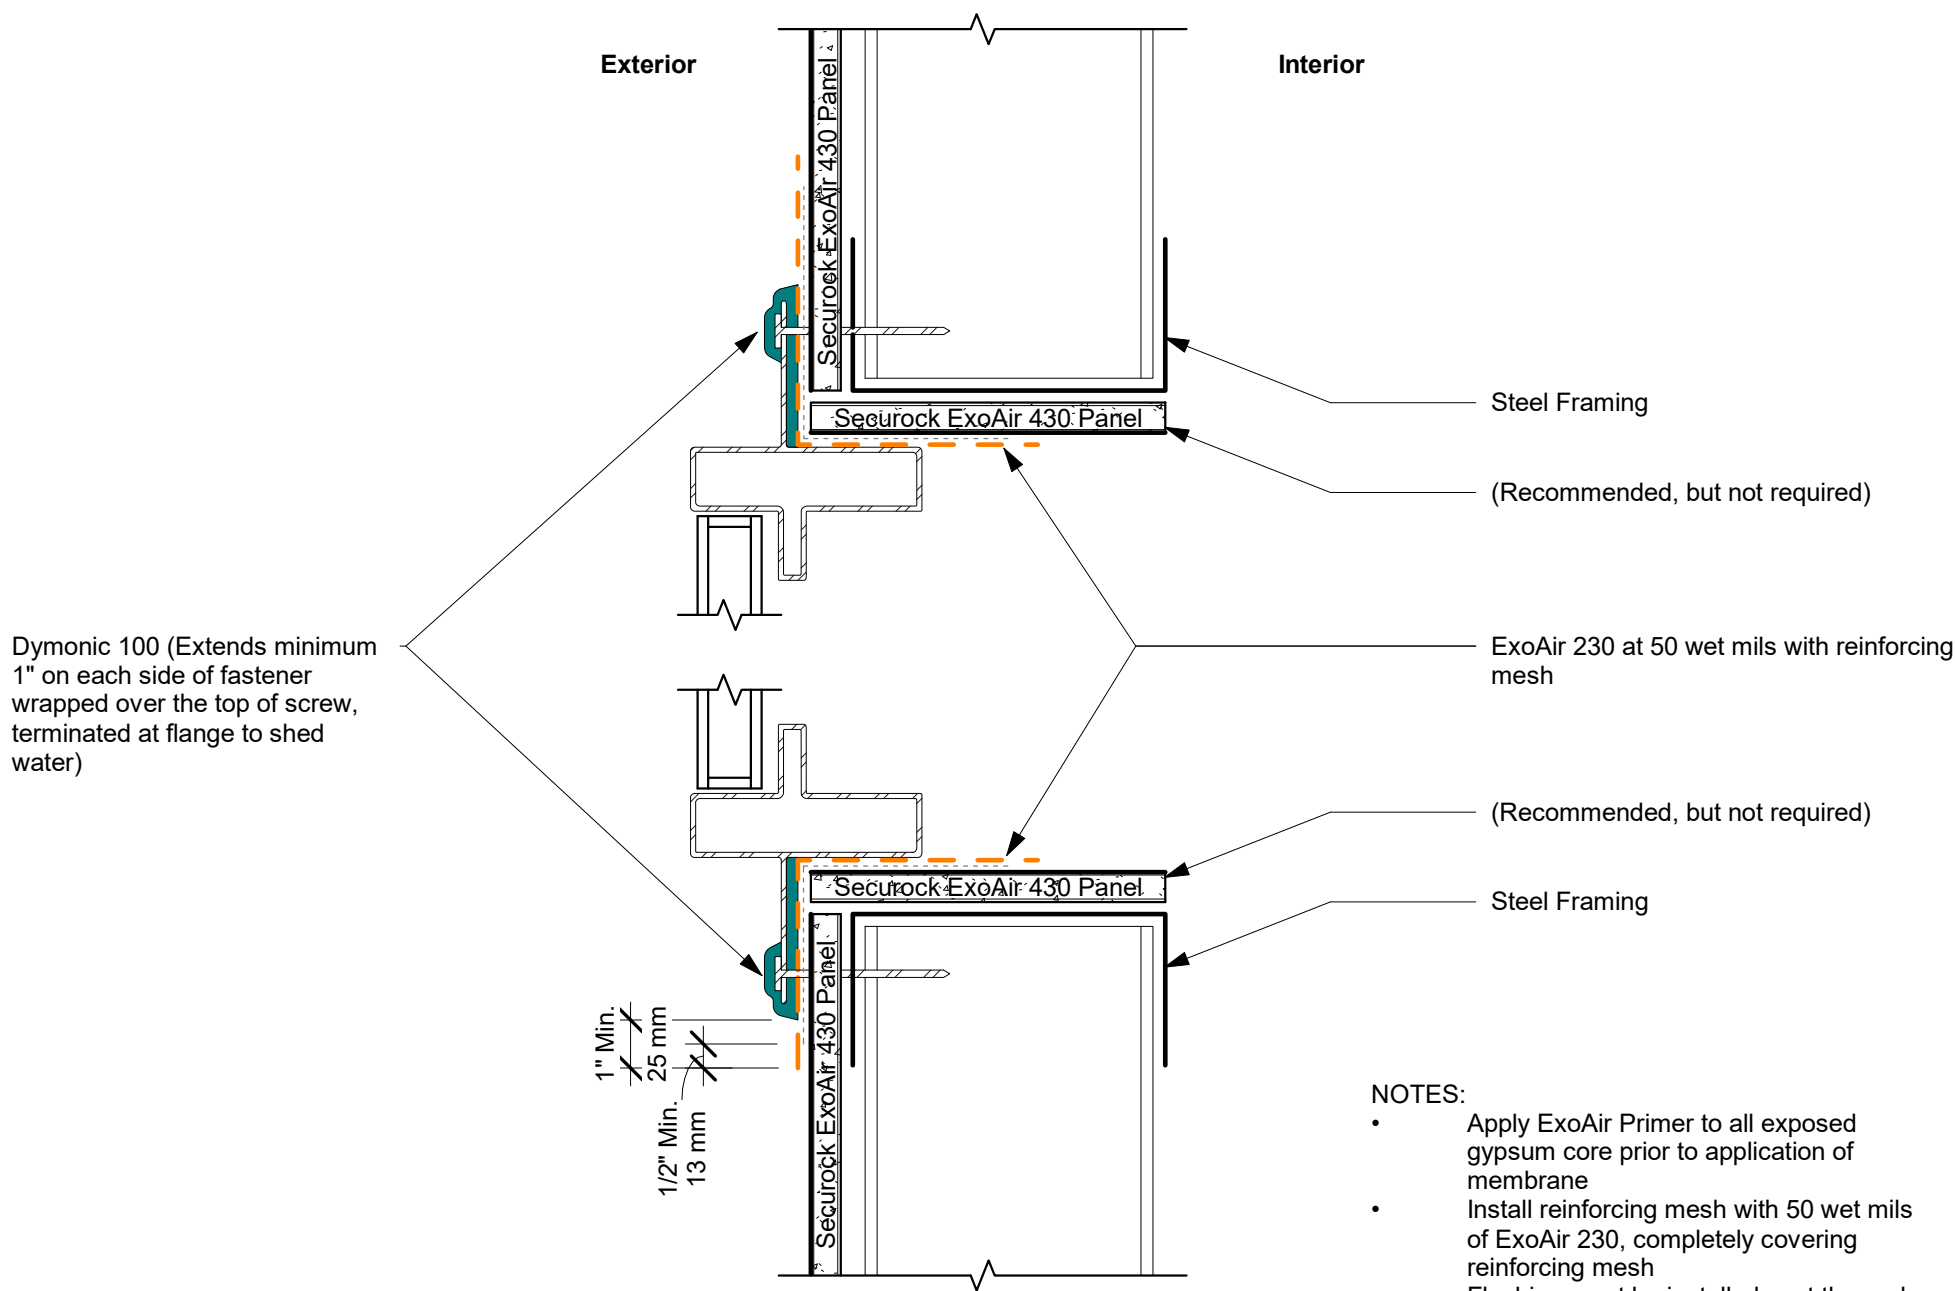 Exterior
Interior
Securock ExoAir 430 Panel
Securock ExoAir 430 Panel
Steel Framing
(Recommended, but not required)
Dymonic 100 (Extends minimum
1" on each side of fastener
wrapped over the top of screw,
terminated at flange to shed
water)
ExoAir 230 at 50 wet mils with reinforcing
mesh
(Recommended, but not required)
Securock ExoAir 430 Panel
Steel Framing
Securock ExoAir 430 Panel
1" Min.
25 mm
1/2" Min.
13 mm
NOTES:
• Apply ExoAir Primer to all exposed
gypsum core prior to application of
membrane
• Install reinforcing mesh with 50 wet mils
of ExoAir 230, completely covering
reinforcing mesh